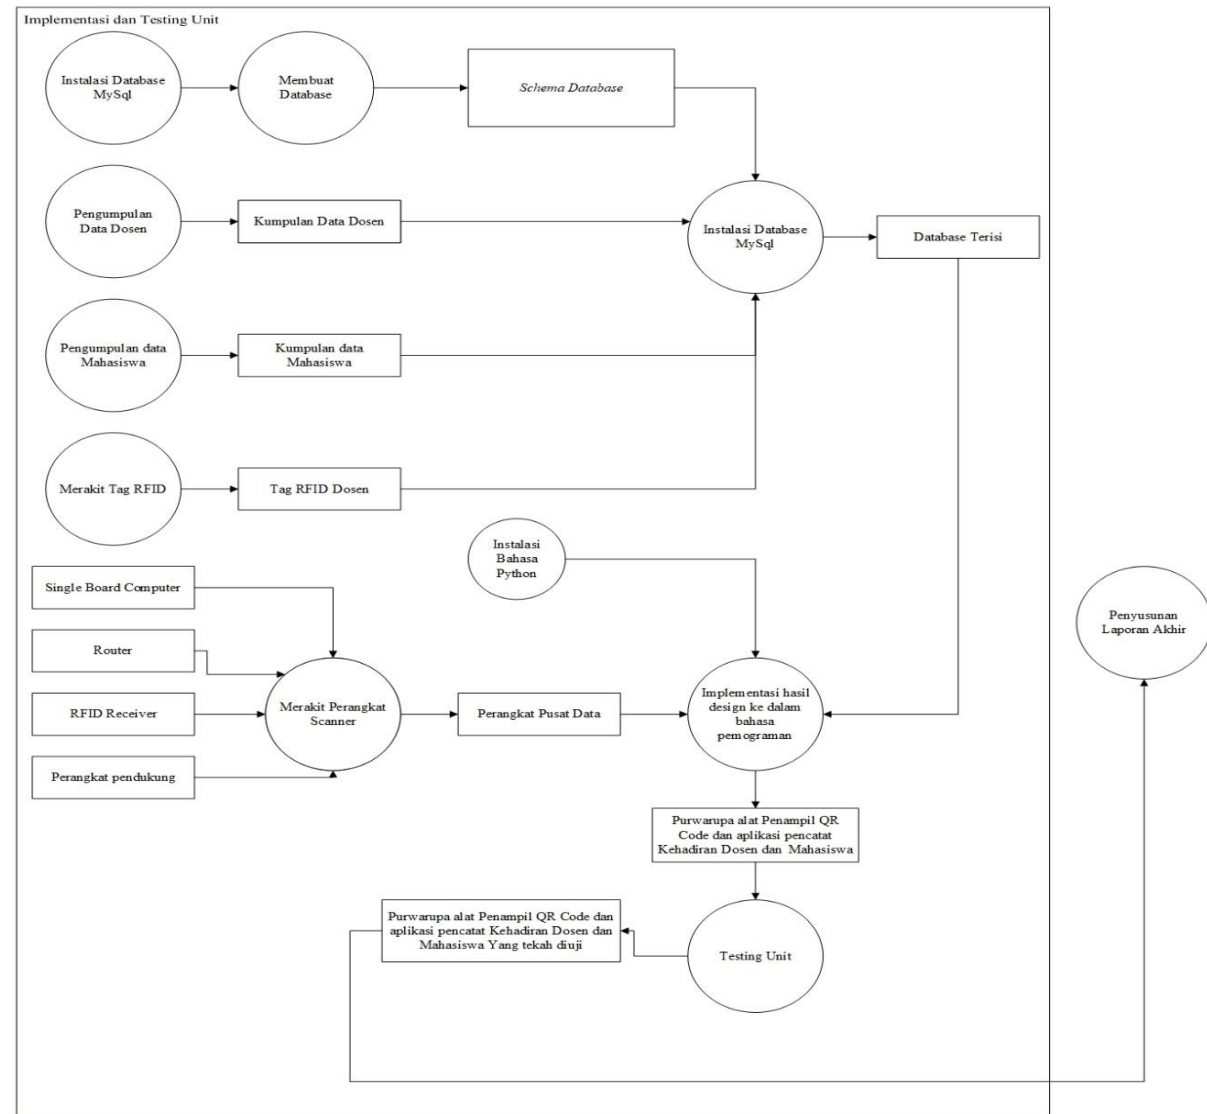 Implementasi dan Testing Unit
Instalasi Database
MySql
Membuat
Database
Schema Database
Pengumpulan
Data Dosen
Kumpulan Data Dosen
Instalasi Database
MySql
Database Terisi
Pengumpulan data
Mahasiswa
Kumpulan data
Mahasiswa
Merakit Tag RFID
Tag RFID Dosen
Instalasi
Bahasa
Python
Single Board Computer
Router
RFID Receiver
Perangkat pendukung
Merakit Perangkat
Scanner
Perangkat Pusat Data
Implementasi hasil
design ke dalam
bahasa
pemograman
Penyusunan
Laporan Akhir
Purwarupa alat Penampil QR
Code dan aplikasi pencatat
Kehadiran Dosen dan Mahasiswa
Purwarupa alat Penampil QR Code dan
aplikasi pencatat Kehadiran Dosen dan
Mahasiswa Yang tekah diuji
Testing Unit